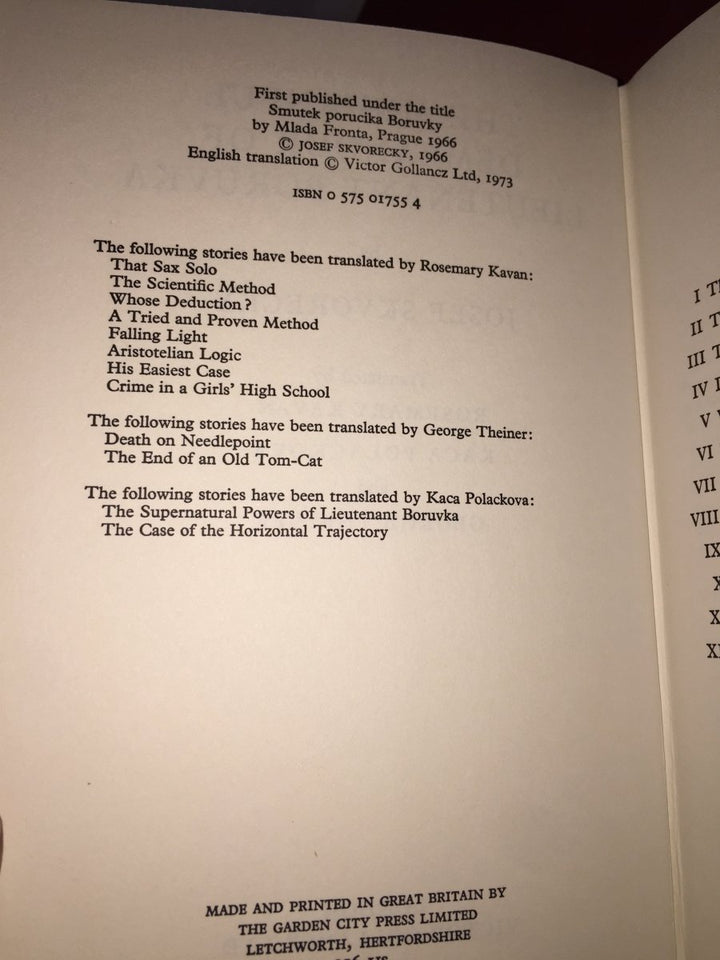 First published under the title
Smutek porucika Boruvky
by Mlada Fronta, Prague 1966
© JOSEF SKVORECKY, 1966
English translation © Victor Gollancz Ltd, 1973
ISBN 0 575 01755 4
The following stories have been translated by Rosemary Kavan:
That Sax Solo
The Scientific Method
Whose Deduction?
A Tried and Proven Method
Falling Light
Aristotelian Logic
His Easiest Case
Crime in a Girls' High School
The following stories have been translated by George Theiner:
Death on Needlepoint
The End of an Old Tom-Cat
The following stories have been translated by Kaca Polackova:
The Supernatural Powers of Lieutenant Boruvka
The Case of the Horizontal Trajectory
MADE AND PRINTED IN GREAT BRITAIN BY
THE GARDEN CITY PRESS LIMITED
LETCHWORTH, HERTFORDSHIRE
I
II
III
IV
V
VI
VII
VIII